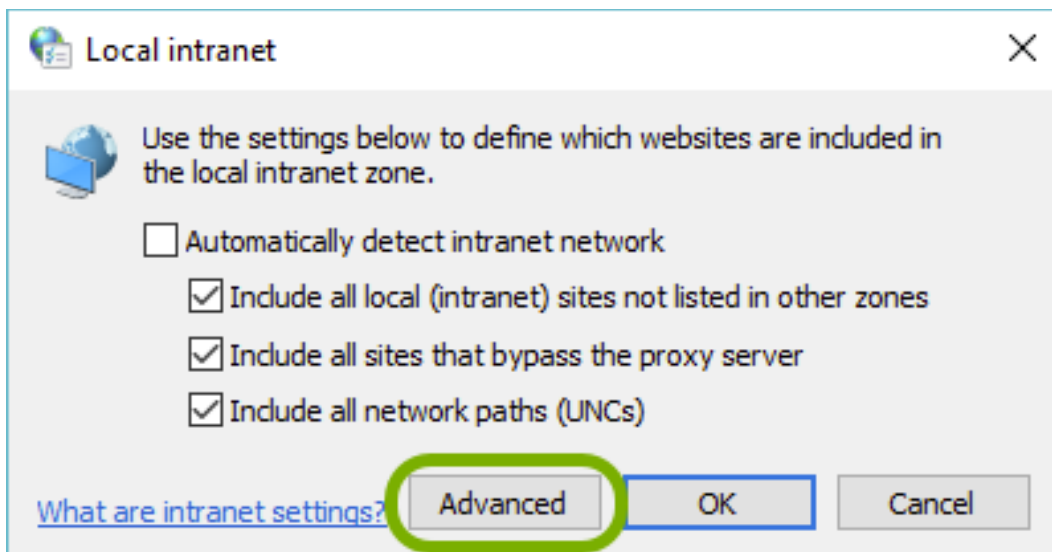 Local intranet
Use the settings below to define which websites are included in
the local intranet zone.
Automatically detect intranet network
Include all local (intranet) sites not listed in other zones
Include all sites that bypass the proxy server
Include all network paths (UNCs)
What are intranet settings?
Advanced
OK
Cancel